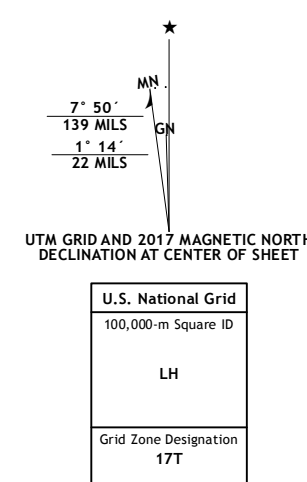 ★
MN
7° 50´
139 MILS
GN
1° 14´
22 MILS
UTM GRID AND 2017 MAGNETIC NORTH
DECLINATION AT CENTER OF SHEET
U.S. National Grid
100,000-m Square ID
LH
Grid Zone Designation
17T